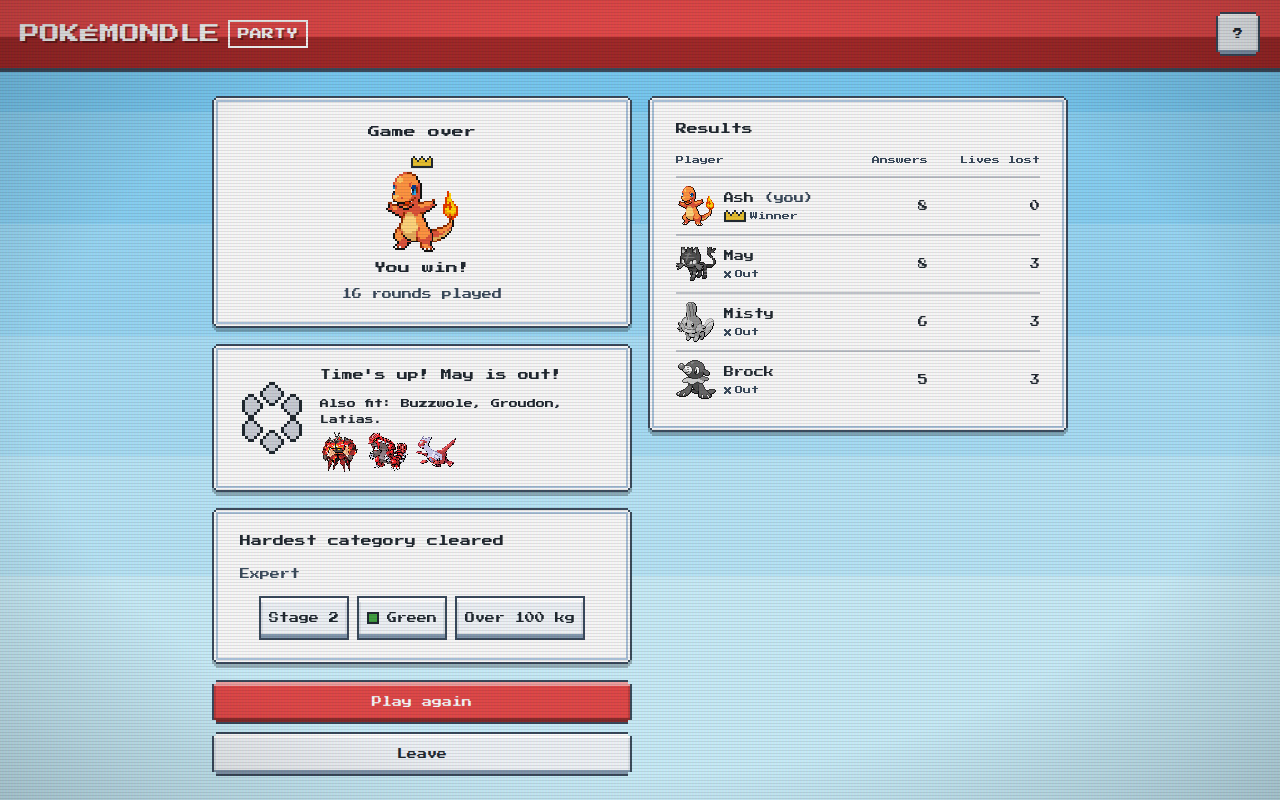 POKéMONDLE PARTY
?
Game over
You win!
16 rounds played
Time's up! May is out!
Also fit: Buzzwole, Groudon,
Latias.
Hardest category cleared
Expert
Stage 2 Green Over 100 kg
Play again
Leave
Results
Player Answers Lives lost
Ash (you) 8 0
Winner
May 8 3
x Out
Misty 6 3
x Out
Brock 5 3
x Out